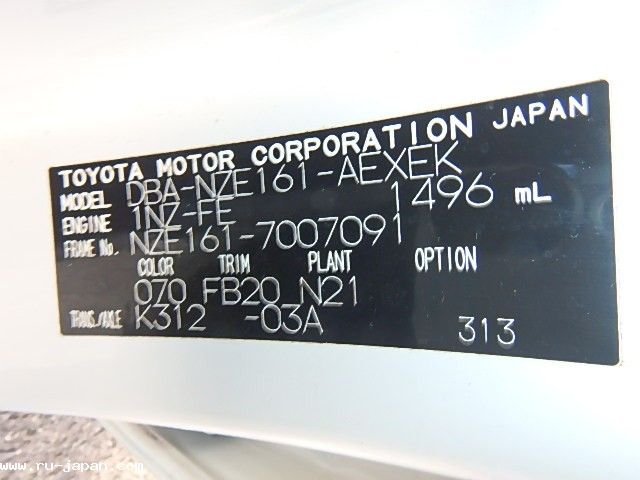 TOYOTA MOTOR CORPORATION JAPAN
MODEL DBA-NZE161-AEXEK
ENGINE 1NZ-FE 1496 mL
FRAME No. NZE161-7007091
COLOR TRIM PLANT OPTION
070 FB20 N21
TRANS./AXLE K312 -03A 313
www.ru-japan.com